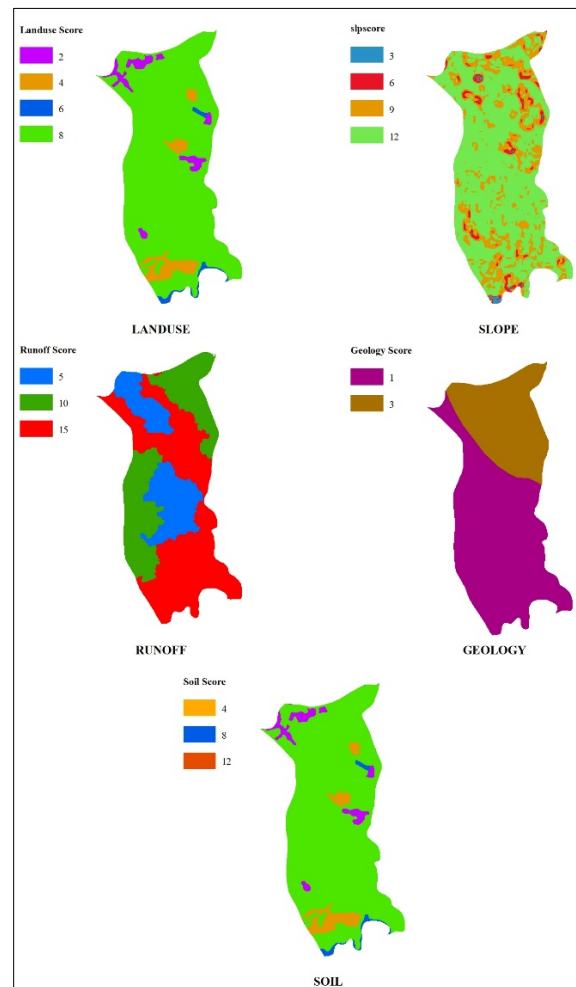 Landuse Score
2
4
6
8
LANDUSE
slpscore
3
6
9
12
SLOPE
Runoff Score
5
10
15
RUNOFF
Geology Score
1
3
GEOLOGY
Soil Score
4
8
12
SOIL